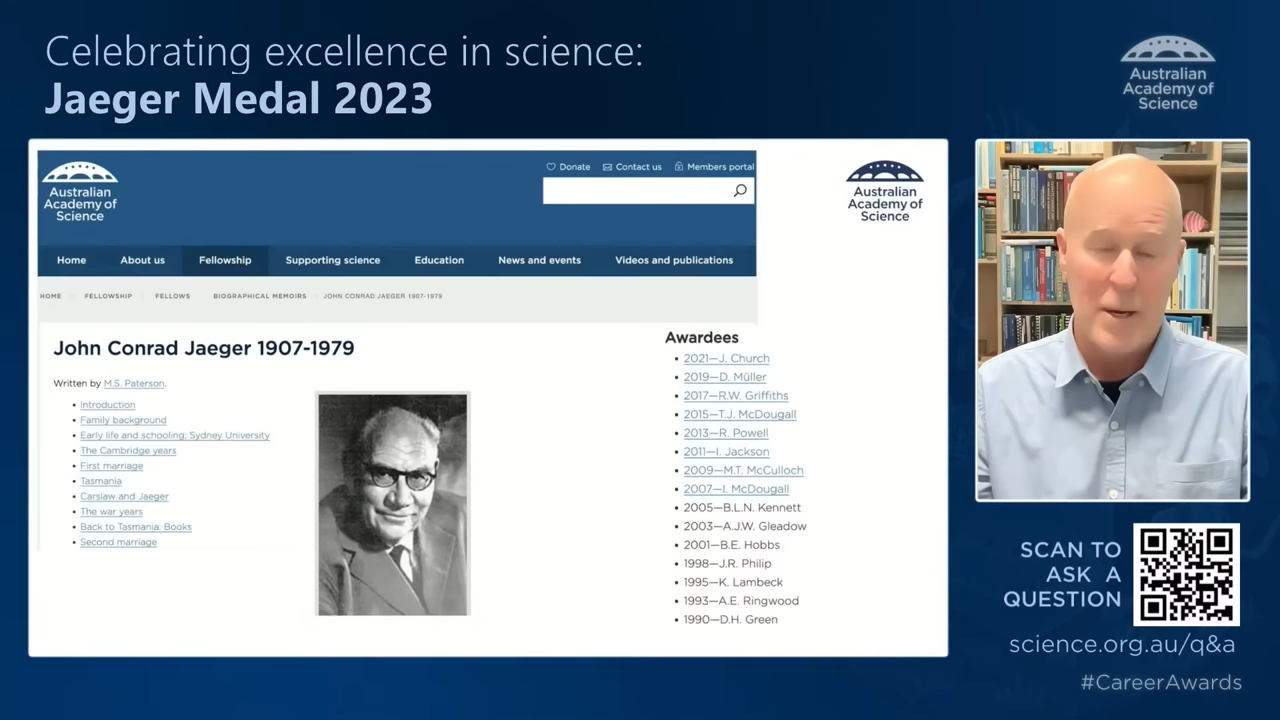 Celebrating excellence in science:
Jaeger Medal 2023
Australian
Academy of
Science
Australian
Academy of
Science
Donate
Contact us
Members portal
Home
About us
Fellowship
Supporting science
Education
News and events
Videos and publications
HOME
FELLOWSHIP
FELLOWS
BIOGRAPHICAL MEMOIRS
JOHN CONRAD JAEGER 1907-1979
Australian
Academy of
Science
John Conrad Jaeger 1907-1979
Written by M.S. Paterson.
• Introduction
• Family background
• Early life and schooling; Sydney University
• The Cambridge years
• First marriage
• Tasmania
• Carslaw and Jaeger
• The war years
• Back to Tasmania: Books
• Second marriage
Awardees
• 2021—J. Church
• 2019—D. Müller
• 2017—R.W. Griffiths
• 2015—T.J. McDougall
• 2013—R. Powell
• 2011—I. Jackson
• 2009—M.T. McCulloch
• 2007—I. McDougall
• 2005—B.L.N. Kennett
• 2003—A.J.W. Gleadow
• 2001—B.E. Hobbs
• 1998—J.R. Philip
• 1995—K. Lambeck
• 1993—A.E. Ringwood
• 1990—D.H. Green
SCAN TO
ASK A
QUESTION
science.org.au/q&a
#CareerAwards